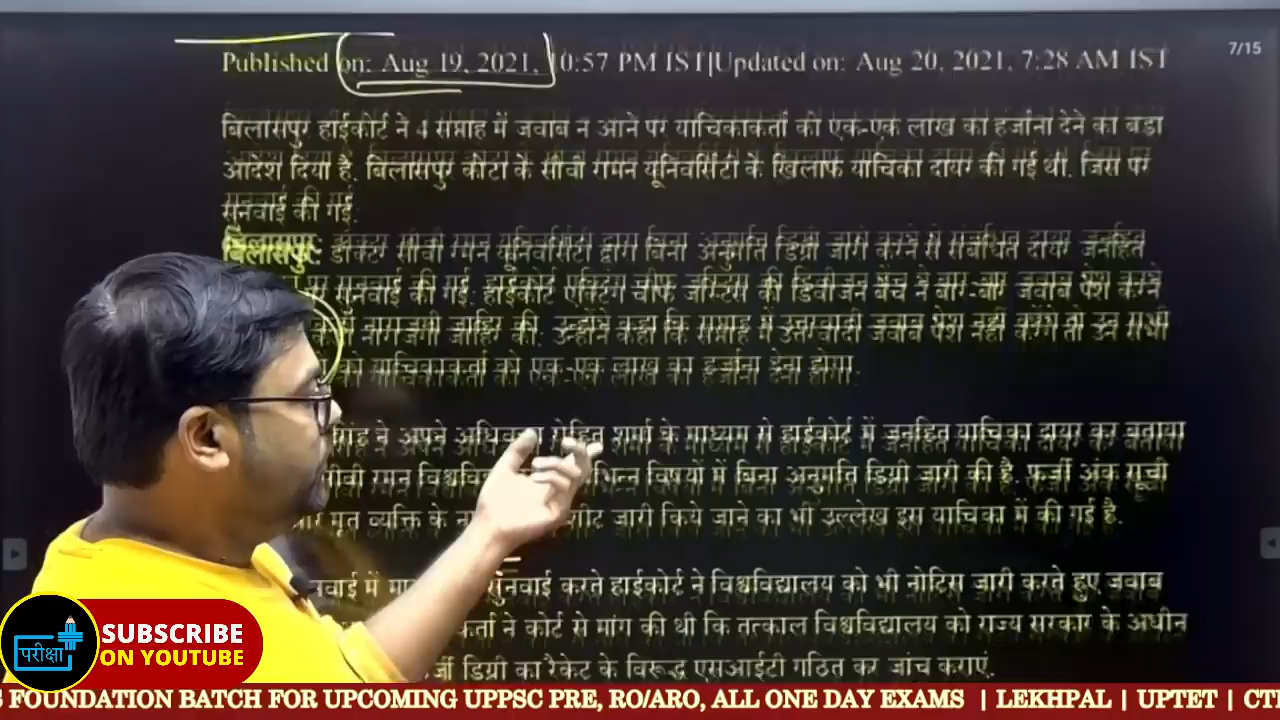 Published on: Aug 19, 2021, 10:57 PM IST|Updated on: Aug 20, 2021, 7:28 AM IST
7/15
बिलासपुर हाईकोर्ट ने 4 सप्ताह में जवाब न आने पर याचिकाकर्ता को एक-एक लाख का हर्जाना देने का बड़ा
आदेश दिया है. बिलासपुर कोटा के सीवी रामन यूनिवर्सिटी के खिलाफ याचिका दायर की गई थी. जिस पर
सुनवाई की गई.
बिलासपुर: डॉक्टर सीवी रमन यूनिवर्सिटी द्वारा बिना अनुमति डिग्री जारी करने से संबंधित दायर जनहित
सुनवाई की गई. हाईकोर्ट एक्टिंग चीफ जस्टिस की डिवीजन बेंच ने बार-बार जवाब पेश करने
नाराजगी जाहिर की. उन्होंने कहा कि सप्ताह में उत्तरवादी जवाब पेश नहीं करेंगे तो उन सभी
को याचिकाकर्ता को एक-एक लाख का हर्जाना देना होगा.
ने अपने अधिवक्ता रोहित शर्मा के माध्यम से हाईकोर्ट में जनहित याचिका दायर कर बताया
सीवी रमन विषयों में बिना अनुमति डिग्री जारी की है. फर्जी अंक सूची
और मृत व्यक्ति के जारी किये जाने का भी उल्लेख इस याचिका में की गई है.
में सुनवाई करते हाईकोर्ट ने विश्वविद्यालय को भी नोटिस जारी करते हुए जवाब
ने कोर्ट से मांग की थी कि तत्काल विश्वविद्यालय को राज्य सरकार के अधीन
डिग्री का रैकेट के विरूद्ध एसआईटी गठित कर जांच कराएं.
परीक्षा
SUBSCRIBE
ON YOUTUBE
S FOUNDATION BATCH FOR UPCOMING UPPSC PRE, RO/ARO, ALL ONE DAY EXAMS | LEKHPAL | UPTET |